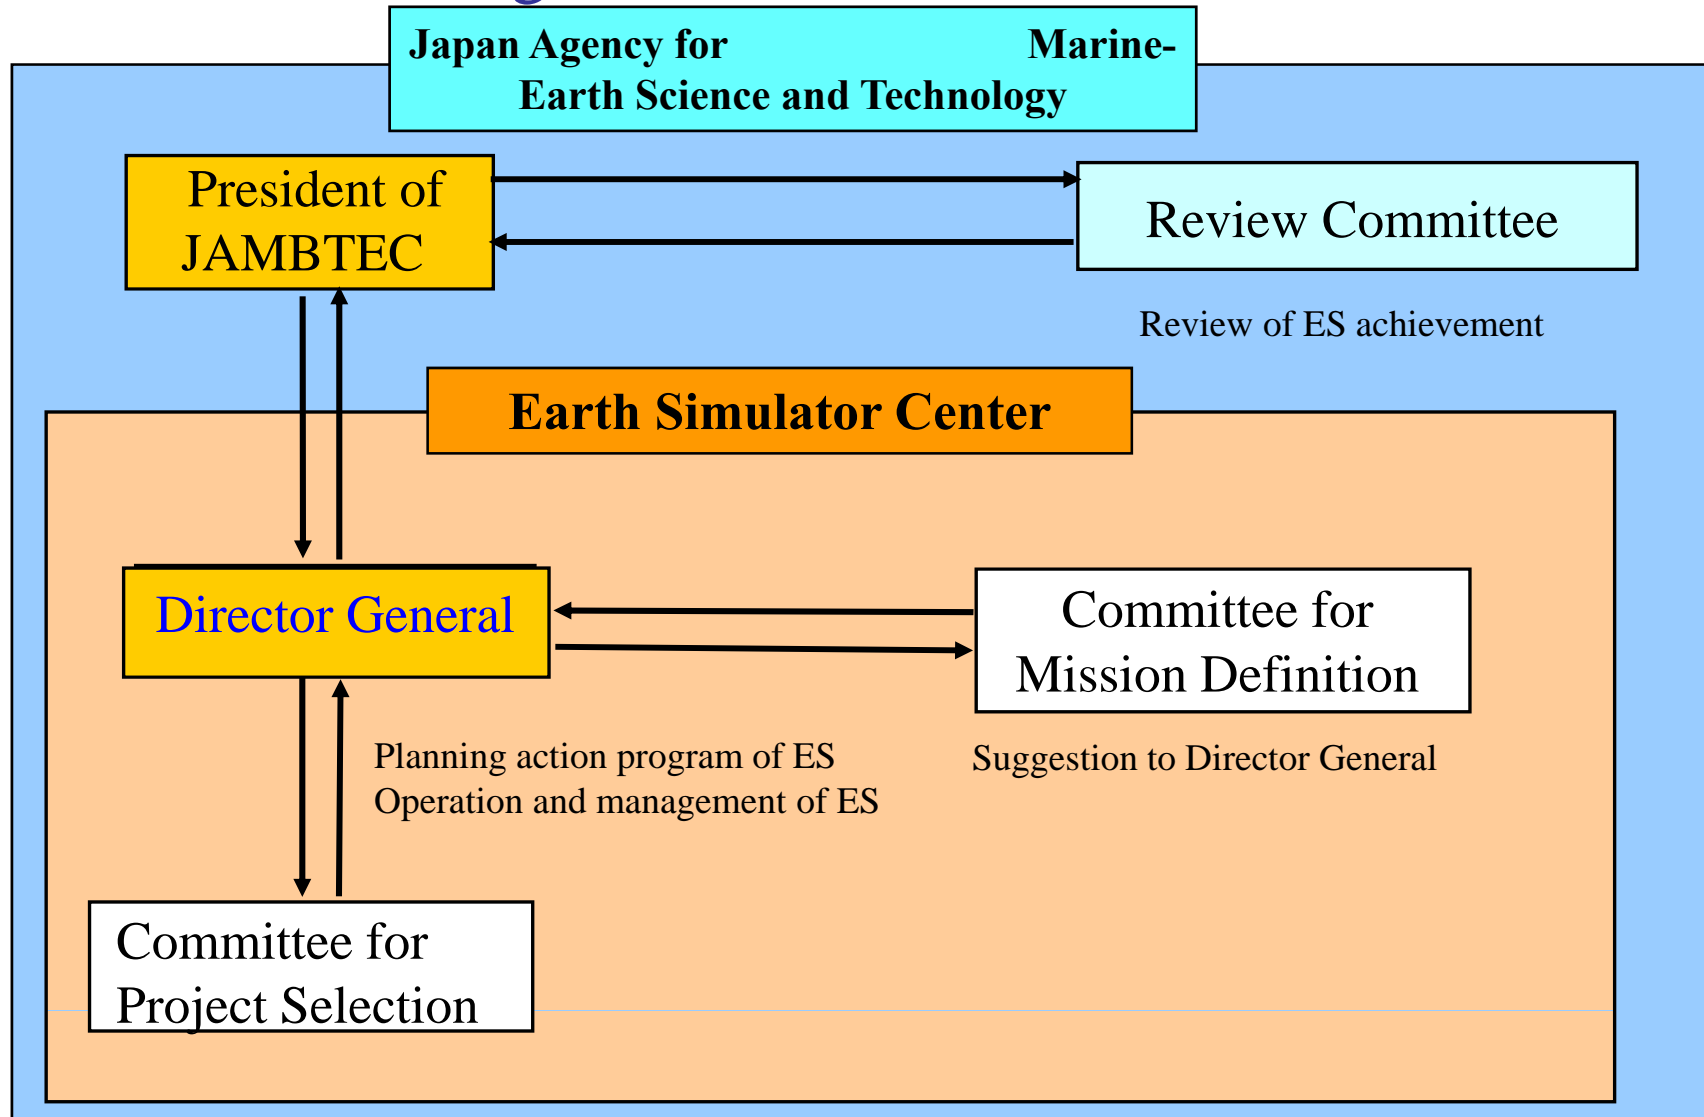 Japan Agency for Marine-
Earth Science and Technology
President of
JAMBTEC
Review Committee
Review of ES achievement
Earth Simulator Center
Director General
Committee for
Mission Definition
Planning action program of ES
Operation and management of ES
Suggestion to Director General
Committee for
Project Selection